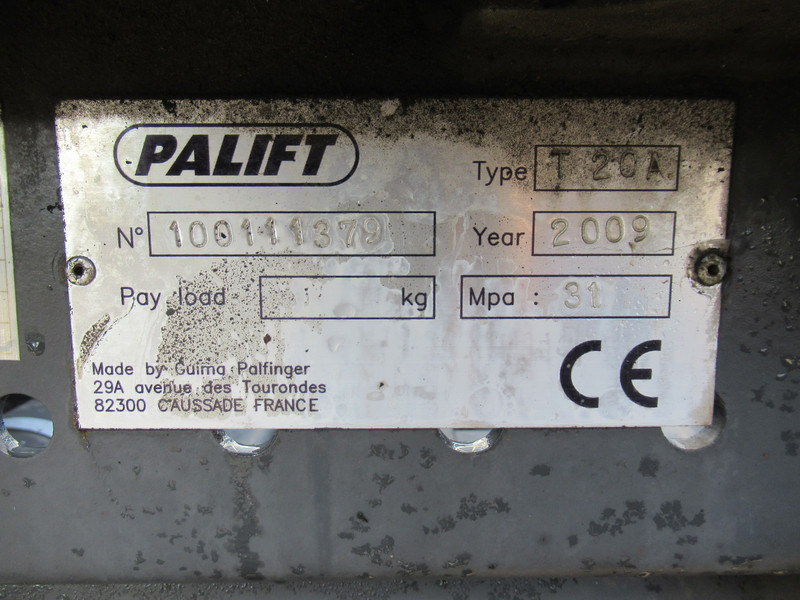 PALIFT
Type T 20A
N° 100111379
Year 2009
Pay load kg
Mpa : 31
Made by Guima Palfinger
29A avenue des Tourondes
82300 CAUSSADE FRANCE
CE